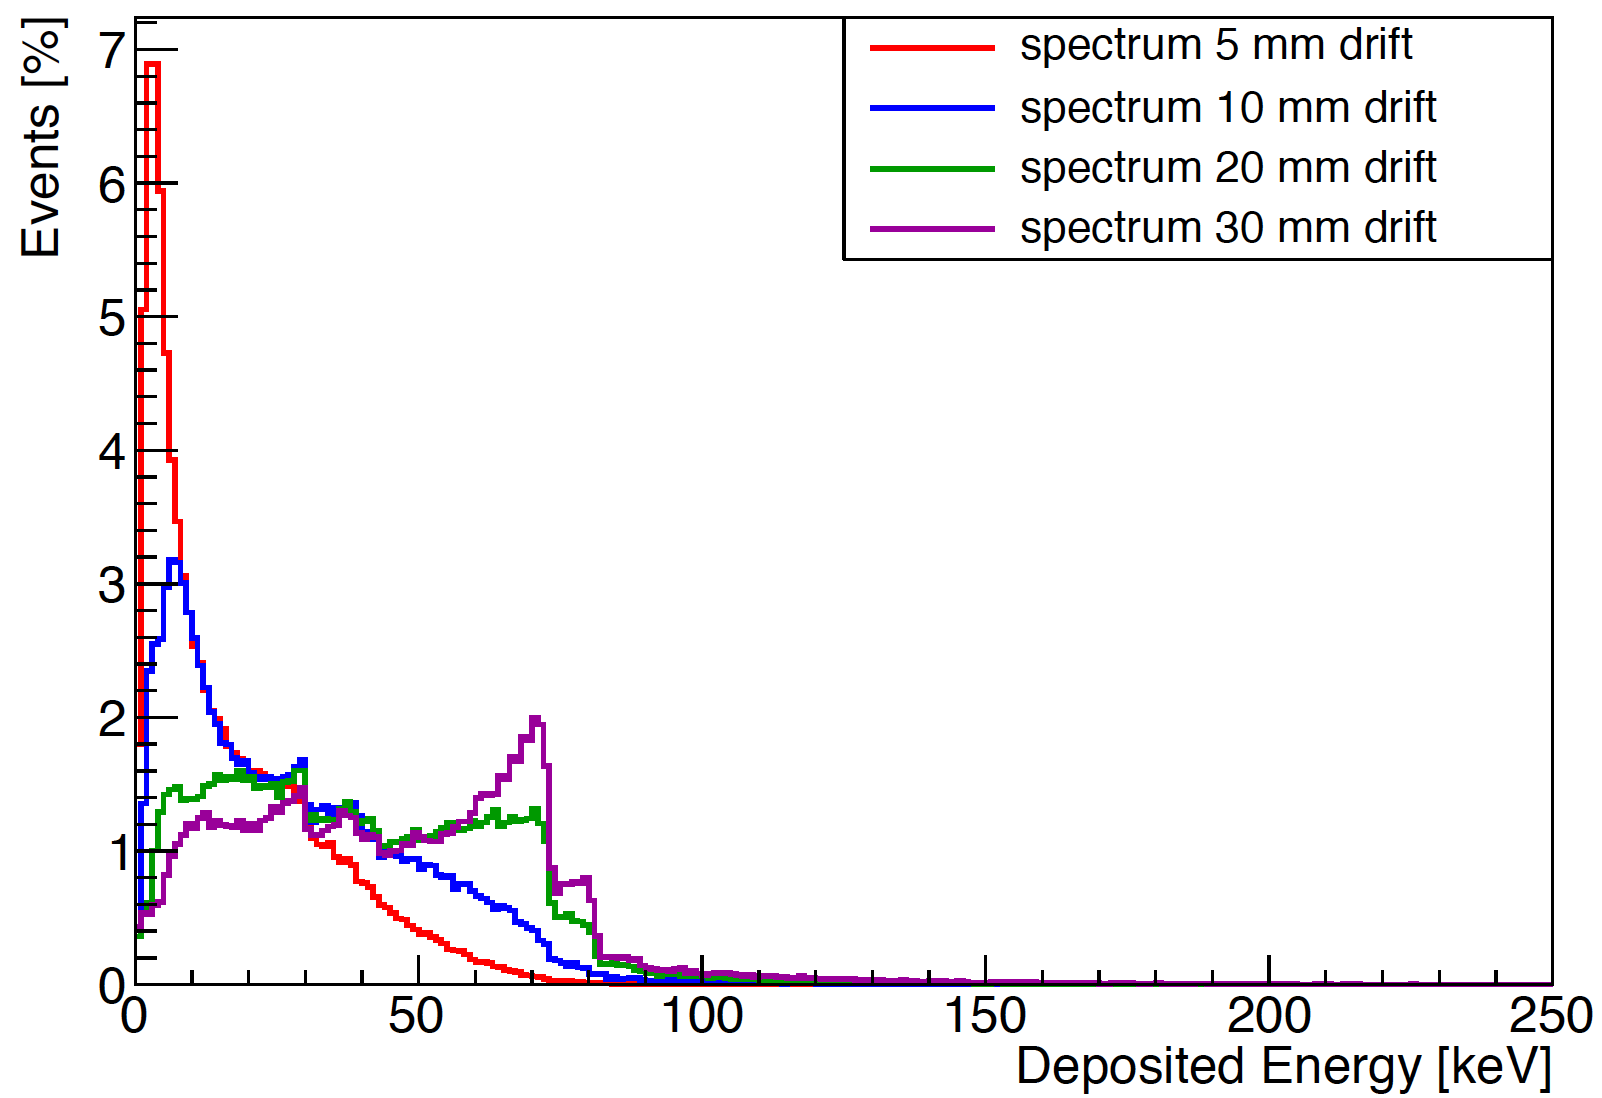 Events [%]
7
6
5
4
3
2
1
0
spectrum 5 mm drift
spectrum 10 mm drift
spectrum 20 mm drift
spectrum 30 mm drift
0 50 100 150 200 250
Deposited Energy [keV]